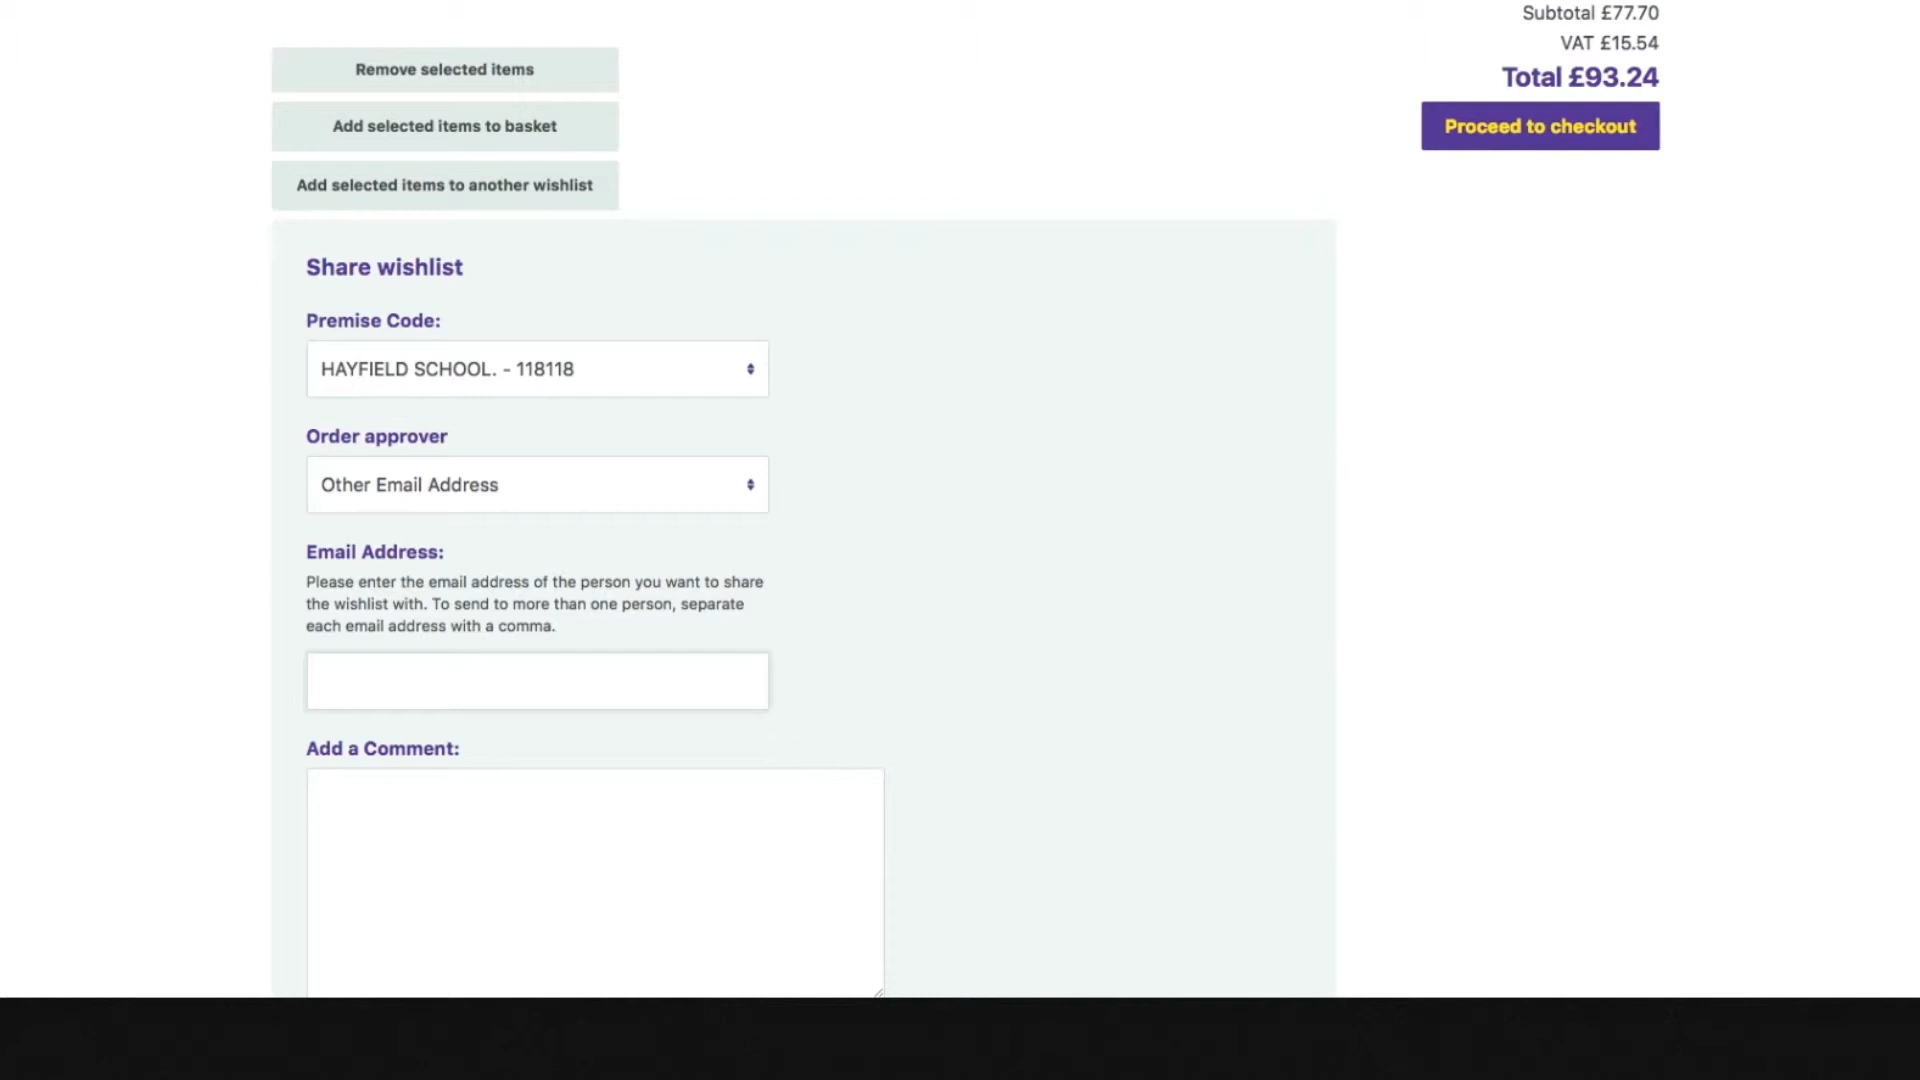 Subtotal £77.70
VAT £15.54
Total £93.24
Proceed to checkout
Remove selected items
Add selected items to basket
Add selected items to another wishlist
Share wishlist
Premise Code:
HAYFIELD SCHOOL. - 118118
Order approver
Other Email Address
Email Address:
Please enter the email address of the person you want to share
the wishlist with. To send to more than one person, separate
each email address with a comma.
Add a Comment: